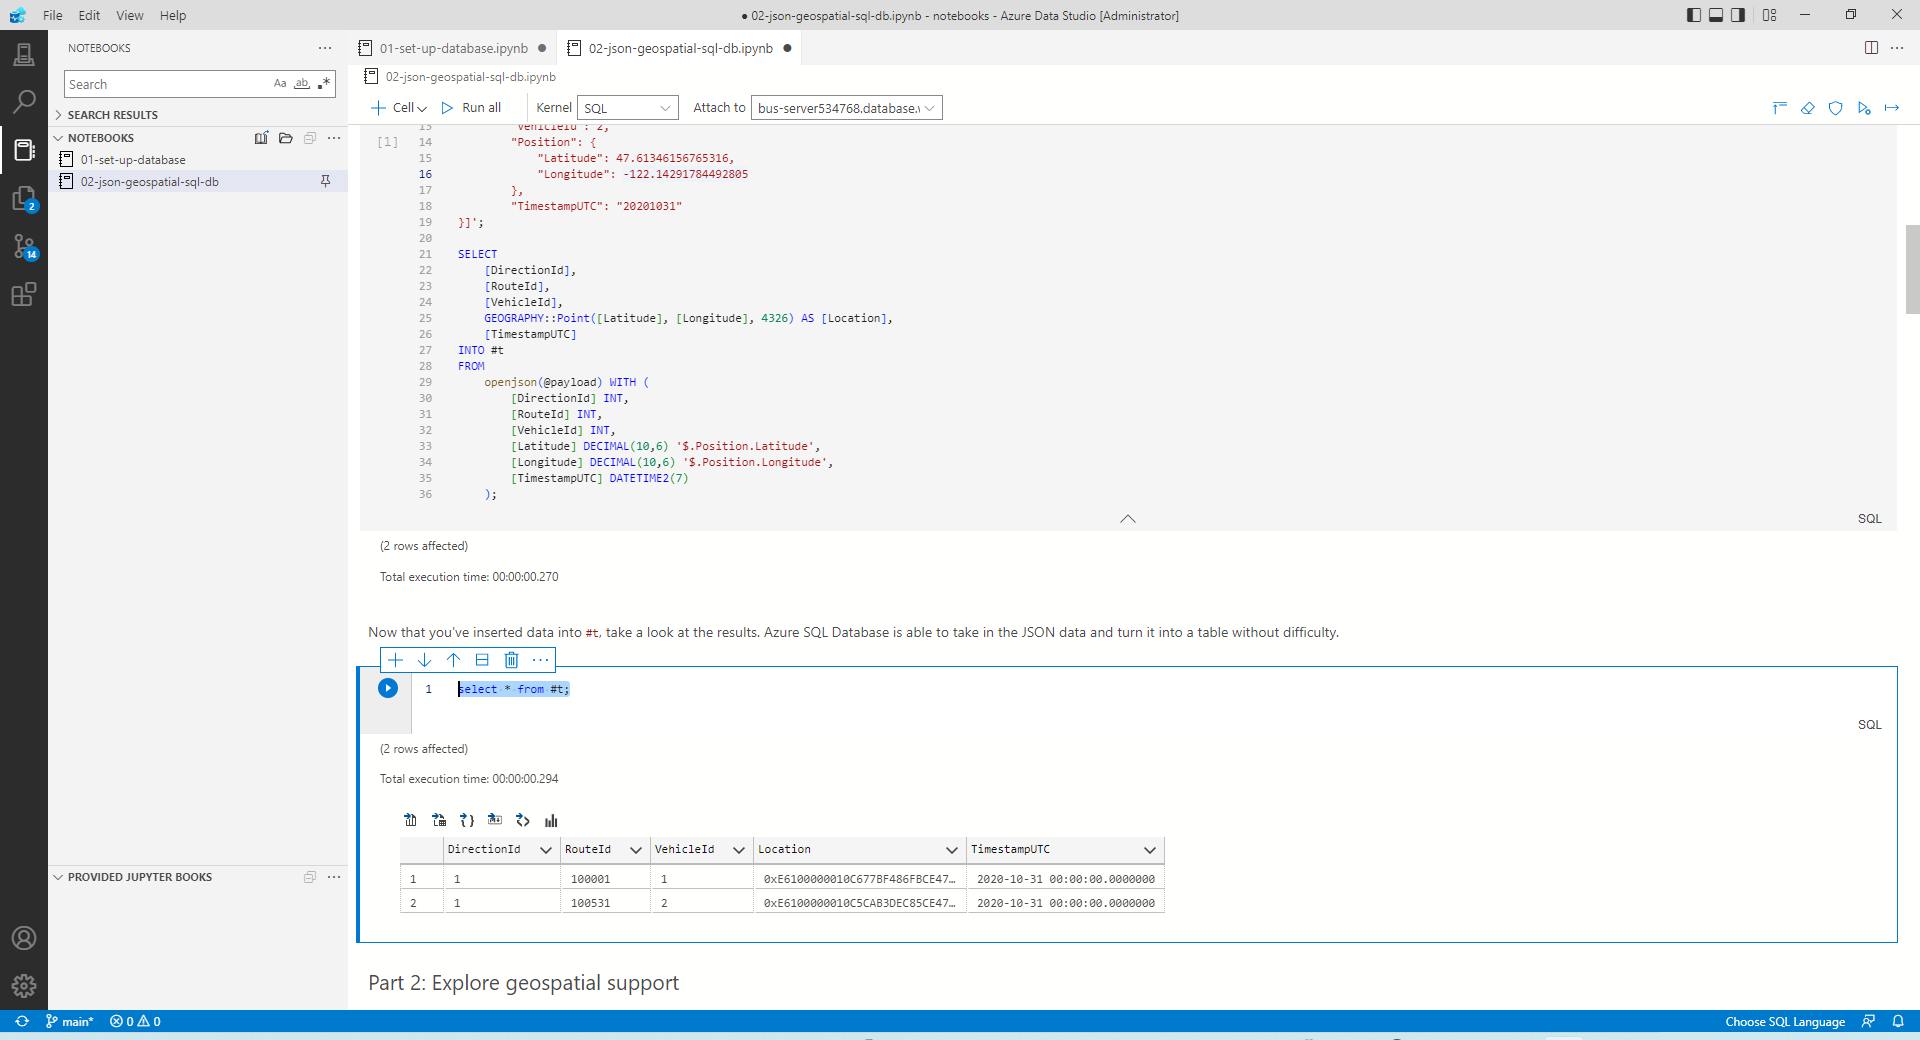 File Edit View Help
● 02-json-geospatial-sql-db.ipynb - notebooks - Azure Data Studio [Administrator]
NOTEBOOKS
Search
Aa ab .*
SEARCH RESULTS
NOTEBOOKS
01-set-up-database
02-json-geospatial-sql-db
2
14
PROVIDED JUPYTER BOOKS
01-set-up-database.ipynb ●
02-json-geospatial-sql-db.ipynb ●
02-json-geospatial-sql-db.ipynb
Cell Run all Kernel SQL Attach to bus-server534768.database.
13 "VehicleId": 2,
[1] 14 "Position": {
15 "Latitude": 47.61346156765316,
16 "Longitude": -122.14291784492805
17 },
18 "TimestampUTC": "20201031"
19 }]';
20
21 SELECT
22 [DirectionId],
23 [RouteId],
24 [VehicleId],
25 GEOGRAPHY::Point([Latitude], [Longitude], 4326) AS [Location],
26 [TimestampUTC]
27 INTO #t
28 FROM
29 openjson(@payload) WITH (
30 [DirectionId] INT,
31 [RouteId] INT,
32 [VehicleId] INT,
33 [Latitude] DECIMAL(10,6) '$.Position.Latitude',
34 [Longitude] DECIMAL(10,6) '$.Position.Longitude',
35 [TimestampUTC] DATETIME2(7)
36 );
SQL
(2 rows affected)
Total execution time: 00:00:00.270
Now that you've inserted data into #t, take a look at the results. Azure SQL Database is able to take in the JSON data and turn it into a table without difficulty.
1 select * from #t;
SQL
(2 rows affected)
Total execution time: 00:00:00.294
DirectionId RouteId VehicleId Location TimestampUTC
1 1 100001 1 0xE6100000010C677BF486FBCE47… 2020-10-31 00:00:00.0000000
2 1 100531 2 0xE6100000010C5CAB3DEC85CE47… 2020-10-31 00:00:00.0000000
Part 2: Explore geospatial support
main* 0 0
Choose SQL Language